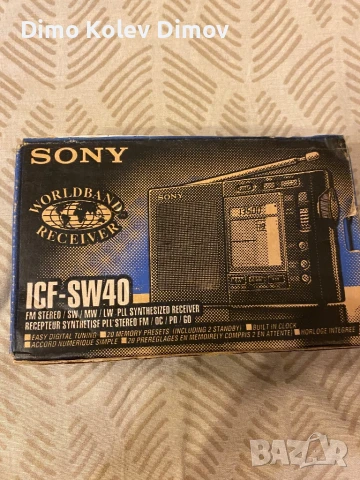 Dimo Kolev Dimov
SONY
WORLDBAND
RECEIVER
SONY
ICF-SW40
FM STEREO / SW / MW / LW PLL SYNTHESIZED RECEIVER
RECEPTEUR SYNTHETISE PLL STEREO FM / OC / PO / GO
■ EASY DIGITAL TUNING ■ 20 MEMORY PRESETS (INCLUDING 2 STANDBY) ■ BUILT IN CLOCK
■ ACCORD NUMERIQUE SIMPLE ■ 20 PREREGLAGES EN MEMOIRE (Y COMPRIS 2 EN ATTENTE) ■ HORLOGE INTEGREE
BAZAR
bg